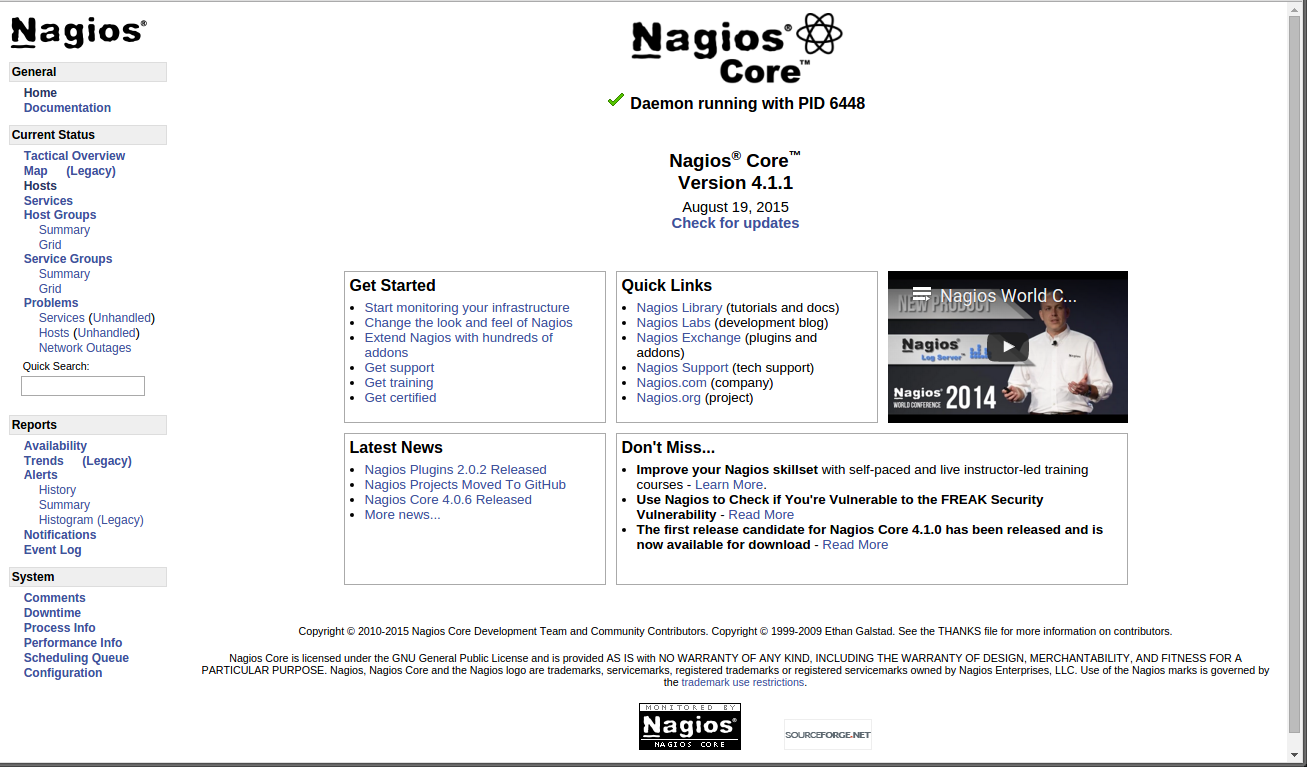 Nagios®
General
Home
Documentation
Current Status
Tactical Overview
Map (Legacy)
Hosts
Services
Host Groups
Summary
Grid
Service Groups
Summary
Grid
Problems
Services (Unhandled)
Hosts (Unhandled)
Network Outages
Quick Search:
Reports
Availability
Trends (Legacy)
Alerts
History
Summary
Histogram (Legacy)
Notifications
Event Log
System
Comments
Downtime
Process Info
Performance Info
Scheduling Queue
Configuration
Nagios®
Core™
Daemon running with PID 6448
Nagios® Core™
Version 4.1.1
August 19, 2015
Check for updates
Get Started
Start monitoring your infrastructure
Change the look and feel of Nagios
Extend Nagios with hundreds of
addons
Get support
Get training
Get certified
Quick Links
Nagios Library (tutorials and docs)
Nagios Labs (development blog)
Nagios Exchange (plugins and
addons)
Nagios Support (tech support)
Nagios.com (company)
Nagios.org (project)
Nagios World C...
NEW PRODUCT
Nagios
Log Server™
Nagios®
WORLD CONFERENCE
2014
Latest News
Nagios Plugins 2.0.2 Released
Nagios Projects Moved To GitHub
Nagios Core 4.0.6 Released
More news...
Don't Miss...
Improve your Nagios skillset with self-paced and live instructor-led training
courses - Learn More.
Use Nagios to Check if You're Vulnerable to the FREAK Security
Vulnerability - Read More
The first release candidate for Nagios Core 4.1.0 has been released and is
now available for download - Read More
Copyright © 2010-2015 Nagios Core Development Team and Community Contributors. Copyright © 1999-2009 Ethan Galstad. See the THANKS file for more information on contributors.
Nagios Core is licensed under the GNU General Public License and is provided AS IS with NO WARRANTY OF ANY KIND, INCLUDING THE WARRANTY OF DESIGN, MERCHANTABILITY, AND FITNESS FOR A
PARTICULAR PURPOSE. Nagios, Nagios Core and the Nagios logo are trademarks, servicemarks, registered trademarks or registered servicemarks owned by Nagios Enterprises, LLC. Use of the Nagios marks is governed by
the trademark use restrictions.
MONITORED BY
Nagios®
NAGIOS CORE
SOURCEFORGE.NET